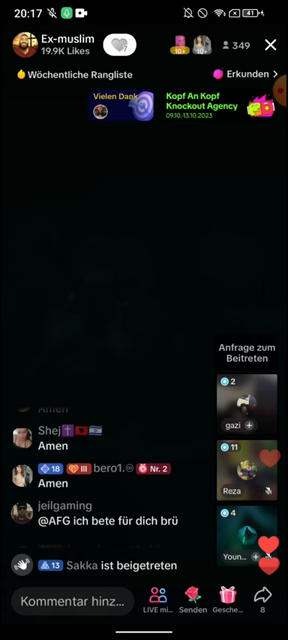 20:17
Ex-muslim
19.9K Likes
10+
10+
349
Wöchentliche Rangliste
Erkunden
Vielen Dank
Kopf An Kopf
Knockout Agency
09.10.-13.10.2023
Anfrage zum
Beitreten
2
gazi
11
Reza
4
Youn...
Amen
Shej
Amen
18 III bero1. Nr. 2
Amen
jeilgaming
@AFG ich bete für dich brü
13 Sakka ist beigetreten
Kommentar hinz...
LIVE mi...
Senden
Gesche...
8